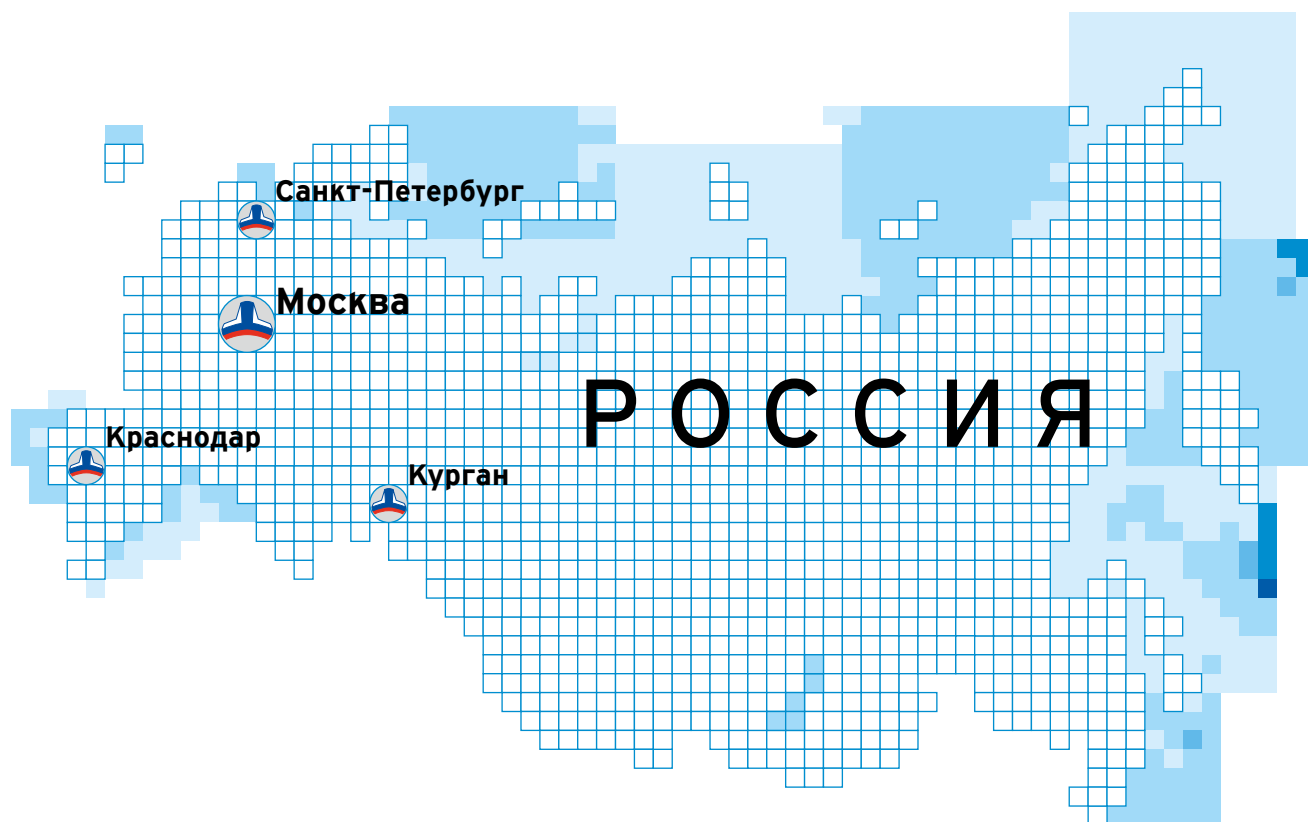 Санкт-Петербург
Москва
РОССИЯ
Краснодар
Курган